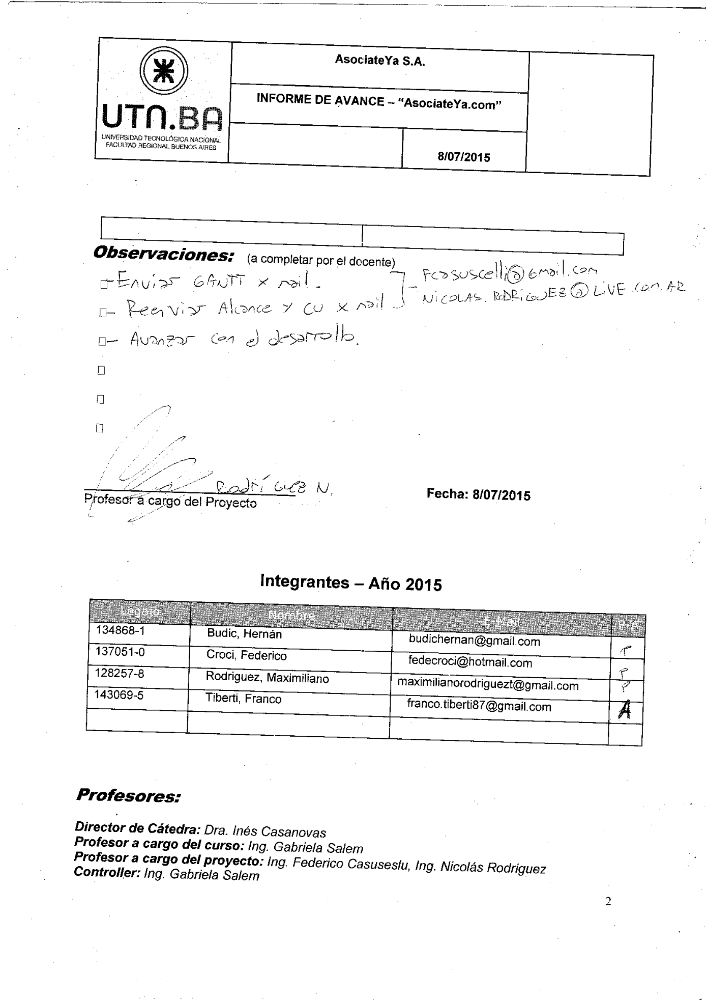 AsociateYa S.A.
INFORME DE AVANCE – “AsociateYa.com”
UTN.BA
UNIVERSIDAD TECNOLÓGICA NACIONAL
FACULTAD REGIONAL BUENOS AIRES
8/07/2015
Observaciones: (a completar por el docente)
- Enviar GANTT x mail.
- Reenviar Alcance y CU x mail
- fcasuscelli@gmail.com
NICOLAS.RODRIGUEZ@LIVE.COM.AR
- Avanzar con el desarrollo.
RODRÍGUEZ N.
Profesor a cargo del Proyecto
Fecha: 8/07/2015
Integrantes – Año 2015
Legajo Nombre E-Mail P-A
134868-1 Budic, Hernán budichernan@gmail.com P
137051-0 Croci, Federico fedecroci@hotmail.com P
128257-8 Rodriguez, Maximiliano maximilianorodriguezt@gmail.com P
143069-5 Tiberti, Franco franco.tiberti87@gmail.com A
Profesores:
Director de Cátedra: Dra. Inés Casanovas
Profesor a cargo del curso: Ing. Gabriela Salem
Profesor a cargo del proyecto: Ing. Federico Casuseslu, Ing. Nicolás Rodriguez
Controller: Ing. Gabriela Salem
2